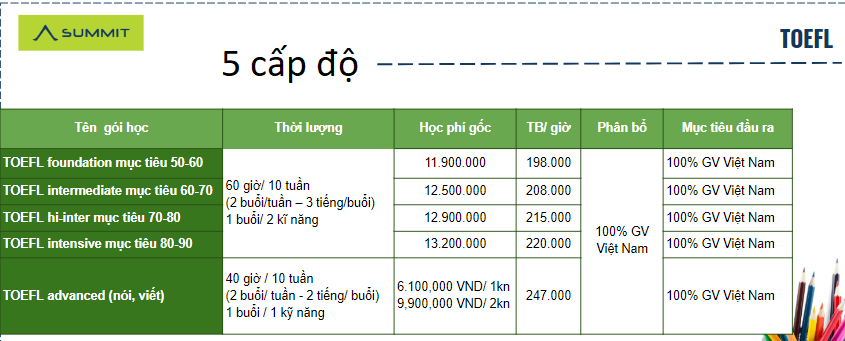 SUMMIT
TOEFL
5 cấp độ
Tên gói học Thời lượng Học phí gốc TB/ giờ Phân bổ Mục tiêu đầu ra
TOEFL foundation mục tiêu 50-60 11.900.000 198.000 100% GV Việt Nam
TOEFL intermediate mục tiêu 60-70 12.500.000 208.000 100% GV Việt Nam
TOEFL hi-inter mục tiêu 70-80 12.900.000 215.000 100% GV Việt Nam
TOEFL intensive mục tiêu 80-90 13.200.000 220.000 100% GV Việt Nam
60 giờ/ 10 tuần
(2 buổi/tuần – 3 tiếng/buổi)
1 buổi/ 2 kĩ năng
100% GV
Việt Nam
TOEFL advanced (nói, viết)
40 giờ / 10 tuần
(2 buổi/ tuần - 2 tiếng/ buổi)
1 buổi / 1 kỹ năng
6.100,000 VND/ 1kn
9,900,000 VND/ 2kn
247.000
100% GV Việt Nam